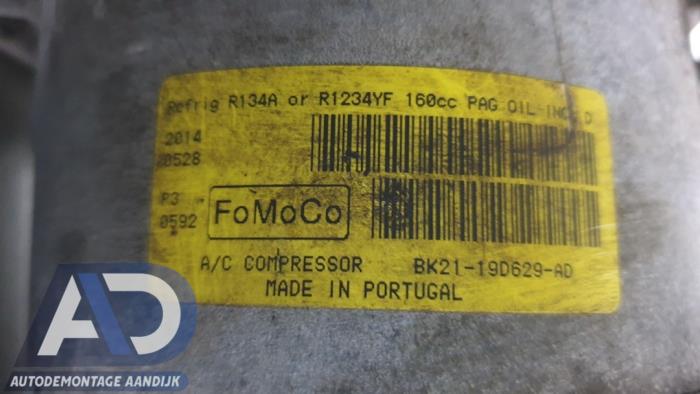 Refrig R134A or R1234YF 160cc PAG OIL INC D
2014
0528
P3
0592
FoMoCo
A/C COMPRESSOR BK21-19D629-AD
MADE IN PORTUGAL
AD
AUTODEMONTAGE AANDIJK